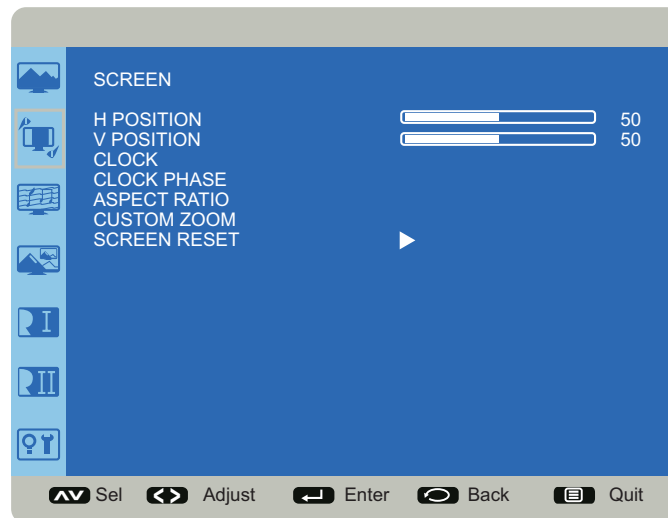 SCREEN
H POSITION 50
V POSITION 50
CLOCK
CLOCK PHASE
ASPECT RATIO
CUSTOM ZOOM
SCREEN RESET
I
II
Sel Adjust Enter Back Quit